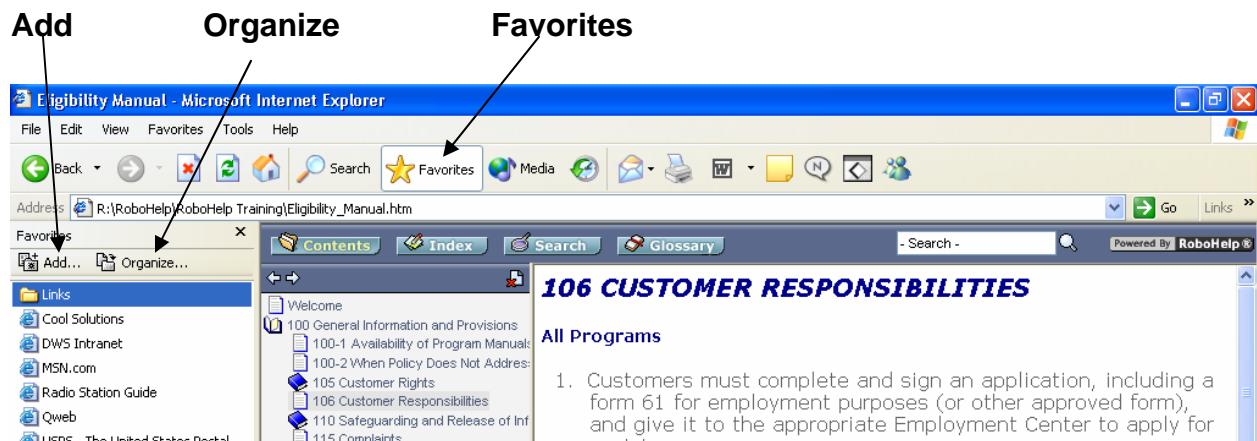 Add Organize Favorites
Eligibility Manual - Microsoft Internet Explorer
File Edit View Favorites Tools Help
Back Search Favorites Media
Address R:\RoboHelp\RoboHelp Training\Eligibility_Manual.htm Go Links »
Favorites x
Add... Organize...
Links
Cool Solutions
DWS Intranet
MSN.com
Radio Station Guide
Qweb
USPS - The United States Postal
Contents Index Search Glossary - Search - Powered By RoboHelp®
Welcome
100 General Information and Provisions
100-1 Availability of Program Manuals
100-2 When Policy Does Not Address
105 Customer Rights
106 Customer Responsibilities
110 Safeguarding and Release of Inf
115 Complaints
106 CUSTOMER RESPONSIBILITIES
All Programs
1. Customers must complete and sign an application, including a
form 61 for employment purposes (or other approved form),
and give it to the appropriate Employment Center to apply for